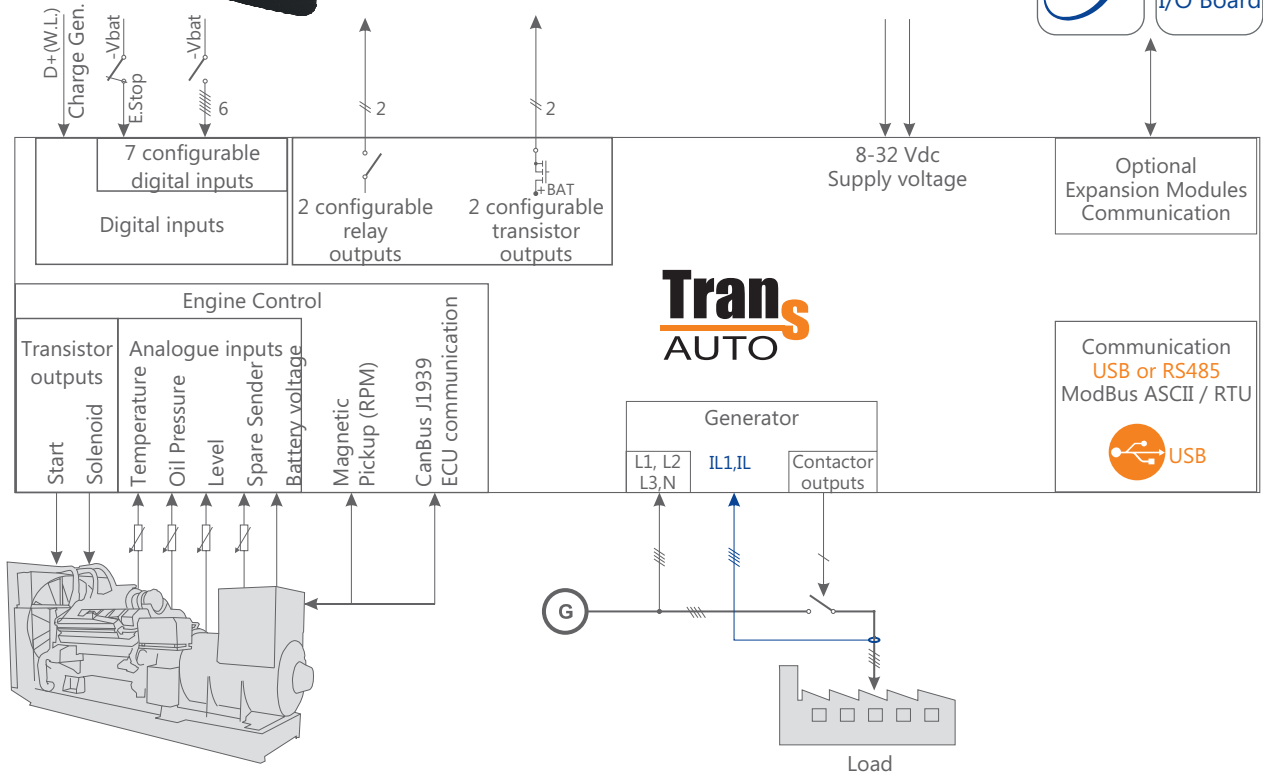 I/O Board
D+(W.L.)
Charge Gen.
-Vbat
E.Stop
-Vbat
6
2
2
7 configurable
digital inputs
Digital inputs
+BAT
2 configurable
relay
outputs
2 configurable
transistor
outputs
8-32 Vdc
Supply voltage
Optional
Expansion Modules
Communication
Engine Control
Transistor
outputs
Start
Solenoid
Analogue inputs
Temperature
Oil Pressure
Level
Spare Sender
Battery voltage
Magnetic
Pickup (RPM)
CanBus J1939
ECU communication
Trans
AUTO
Generator
L1, L2
L3,N
IL1,IL
Contactor
outputs
Communication
USB or RS485
ModBus ASCII / RTU
USB
G
Load